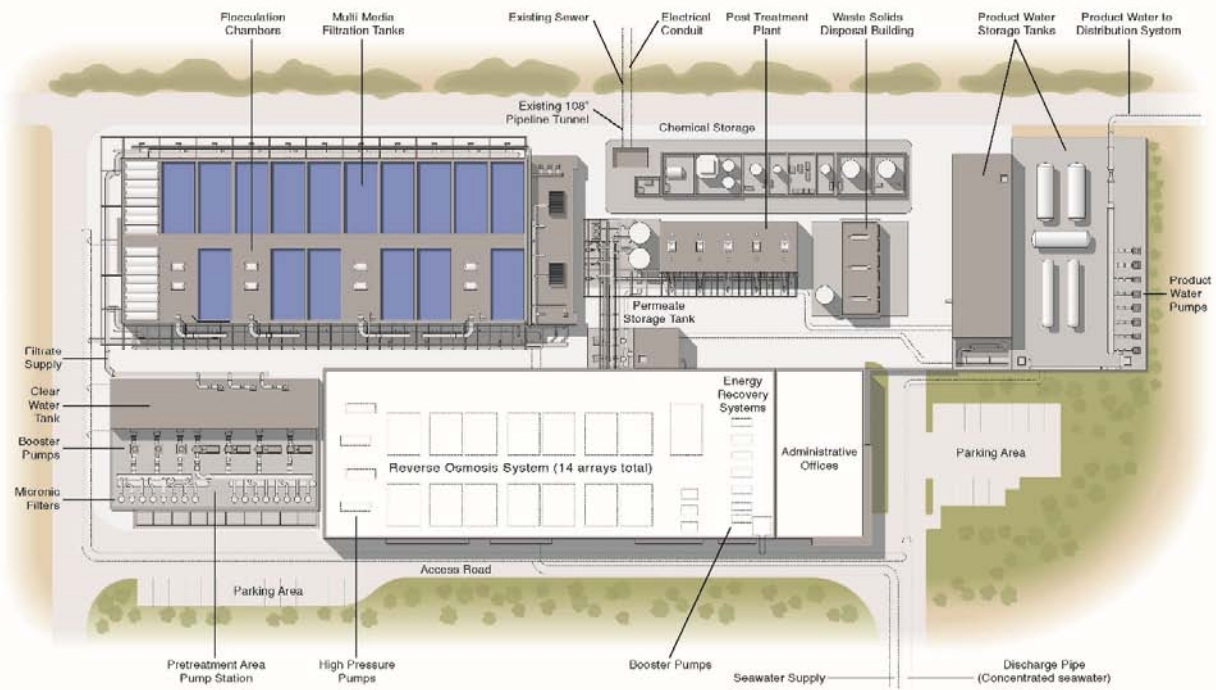 Flocculation
Chambers
Multi Media
Filtration Tanks
Existing Sewer
Electrical
Conduit
Post Treatment
Plant
Waste Solids
Disposal Building
Product Water
Storage Tanks
Product Water to
Distribution System
Existing 108"
Pipeline Tunnel
Chemical Storage
Product
Water
Pumps
Permeate
Storage Tank
Filtrate
Supply
Clear
Water
Tank
Booster
Pumps
Micronic
Filters
Energy
Recovery
Systems
Reverse Osmosis System (14 arrays total)
Administrative
Offices
Parking Area
Access Road
Parking Area
Pretreatment Area
Pump Station
High Pressure
Pumps
Booster Pumps
Seawater Supply
Discharge Pipe
(Concentrated seawater)